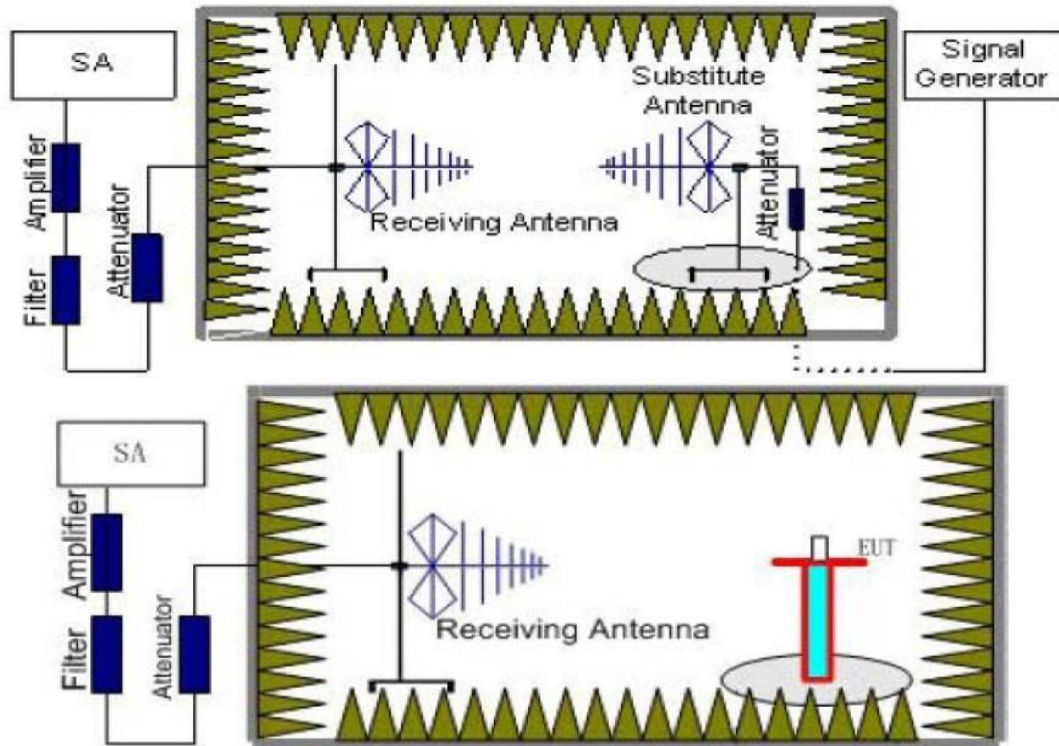 SA
Signal
Generator
Substitute
Antenna
Amplifier
Attenuator
Attenuator
Receiving Antenna
Filter
SA
Amplifier
EUT
Receiving Antenna
Filter
Attenuator